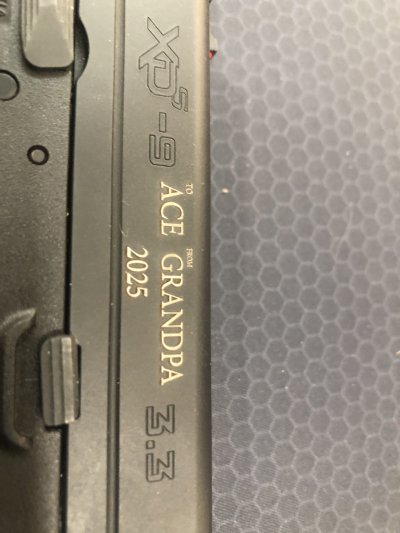 XDS-9
TO ACE FROM GRANDPA
2025
3.3